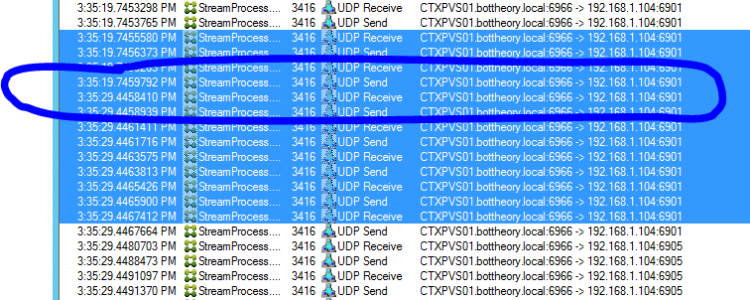 3:35:19.7453298 PM StreamProcess.... 3416 UDP Receive CTXPVS01.bottheory.local:6966 -> 192.168.1.104:6901
3:35:19.7453765 PM StreamProcess.... 3416 UDP Send CTXPVS01.bottheory.local:6966 -> 192.168.1.104:6901
3:35:19.7455580 PM StreamProcess.... 3416 UDP Receive CTXPVS01.bottheory.local:6966 -> 192.168.1.104:6901
3:35:19.7456373 PM StreamProcess.... 3416 UDP Send CTXPVS01.bottheory.local:6966 -> 192.168.1.104:6901
PM StreamProcess.... 3416 UDP Receive CTXPVS01.bottheory.local:6966 -> 192.168.1.104:6901
3:35:19.7459792 PM StreamProcess.... 3416 UDP Send CTXPVS01.bottheory.local:6966 -> 192.168.1.104:6901
3:35:29.4458410 PM StreamProcess.... 3416 UDP Receive CTXPVS01.bottheory.local:6966 -> 192.168.1.104:6901
3:35:29.4458939 PM StreamProcess.... 3416 UDP Send CTXPVS01.bottheory.local:6966 -> 192.168.1.104:6901
3:35:29.4461411 PM StreamProcess.... 3416 UDP Receive CTXPVS01.bottheory.local:6966 -> 192.168.1.104:6901
3:35:29.4461716 PM StreamProcess.... 3416 UDP Send CTXPVS01.bottheory.local:6966 -> 192.168.1.104:6901
3:35:29.4463575 PM StreamProcess.... 3416 UDP Receive CTXPVS01.bottheory.local:6966 -> 192.168.1.104:6901
3:35:29.4463813 PM StreamProcess.... 3416 UDP Send CTXPVS01.bottheory.local:6966 -> 192.168.1.104:6901
3:35:29.4465426 PM StreamProcess.... 3416 UDP Receive CTXPVS01.bottheory.local:6966 -> 192.168.1.104:6901
3:35:29.4465900 PM StreamProcess.... 3416 UDP Send CTXPVS01.bottheory.local:6966 -> 192.168.1.104:6901
3:35:29.4467412 PM StreamProcess.... 3416 UDP Receive CTXPVS01.bottheory.local:6966 -> 192.168.1.104:6901
3:35:29.4467664 PM StreamProcess.... 3416 UDP Send CTXPVS01.bottheory.local:6966 -> 192.168.1.104:6901
3:35:29.4480703 PM StreamProcess.... 3416 UDP Receive CTXPVS01.bottheory.local:6966 -> 192.168.1.104:6905
3:35:29.4488473 PM StreamProcess.... 3416 UDP Send CTXPVS01.bottheory.local:6966 -> 192.168.1.104:6905
3:35:29.4491097 PM StreamProcess.... 3416 UDP Receive CTXPVS01.bottheory.local:6966 -> 192.168.1.104:6905
3:35:29.4491370 PM StreamProcess.... 3416 UDP Send CTXPVS01.bottheory.local:6966 -> 192.168.1.104:6905